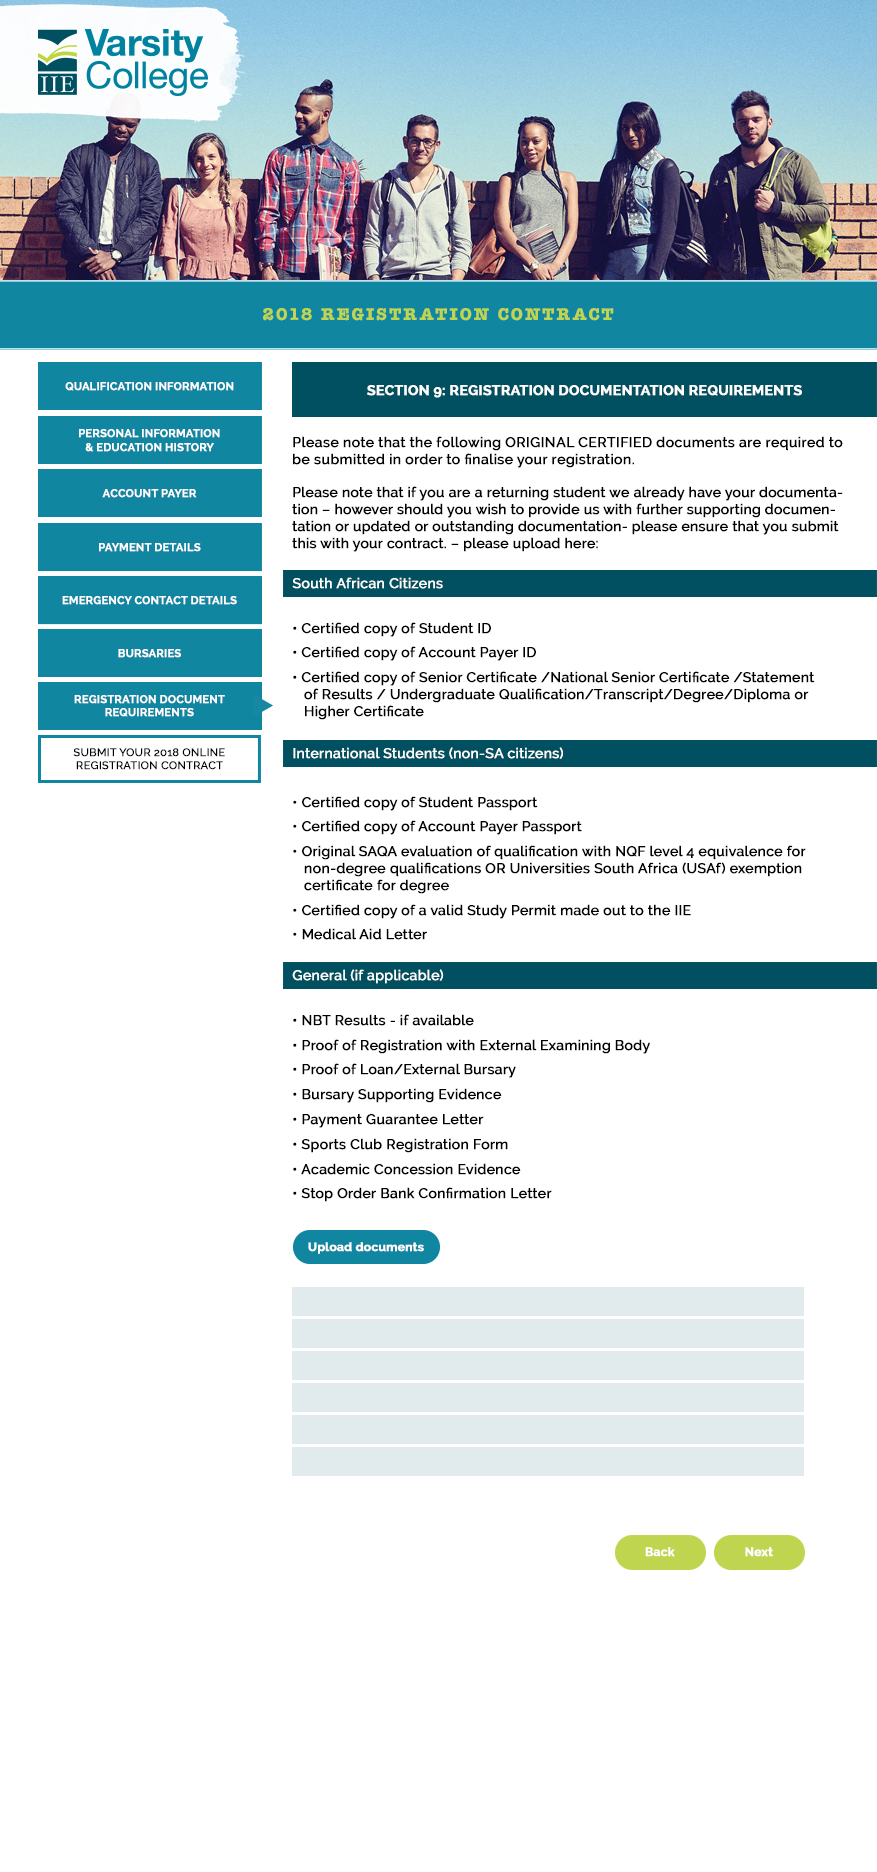 Varsity
College
IIE
2018 REGISTRATION CONTRACT
QUALIFICATION INFORMATION
PERSONAL INFORMATION
& EDUCATION HISTORY
ACCOUNT PAYER
PAYMENT DETAILS
EMERGENCY CONTACT DETAILS
BURSARIES
REGISTRATION DOCUMENT
REQUIREMENTS
SUBMIT YOUR 2018 ONLINE
REGISTRATION CONTRACT
SECTION 9: REGISTRATION DOCUMENTATION REQUIREMENTS
Please note that the following ORIGINAL CERTIFIED documents are required to
be submitted in order to finalise your registration.
Please note that if you are a returning student we already have your documenta-
tion – however should you wish to provide us with further supporting documen-
tation or updated or outstanding documentation- please ensure that you submit
this with your contract. – please upload here:
South African Citizens
• Certified copy of Student ID
• Certified copy of Account Payer ID
• Certified copy of Senior Certificate /National Senior Certificate /Statement
of Results / Undergraduate Qualification/Transcript/Degree/Diploma or
Higher Certificate
International Students (non-SA citizens)
• Certified copy of Student Passport
• Certified copy of Account Payer Passport
• Original SAQA evaluation of qualification with NQF level 4 equivalence for
non-degree qualifications OR Universities South Africa (USAf) exemption
certificate for degree
• Certified copy of a valid Study Permit made out to the IIE
• Medical Aid Letter
General (if applicable)
• NBT Results - if available
• Proof of Registration with External Examining Body
• Proof of Loan/External Bursary
• Bursary Supporting Evidence
• Payment Guarantee Letter
• Sports Club Registration Form
• Academic Concession Evidence
• Stop Order Bank Confirmation Letter
Upload documents
Back
Next